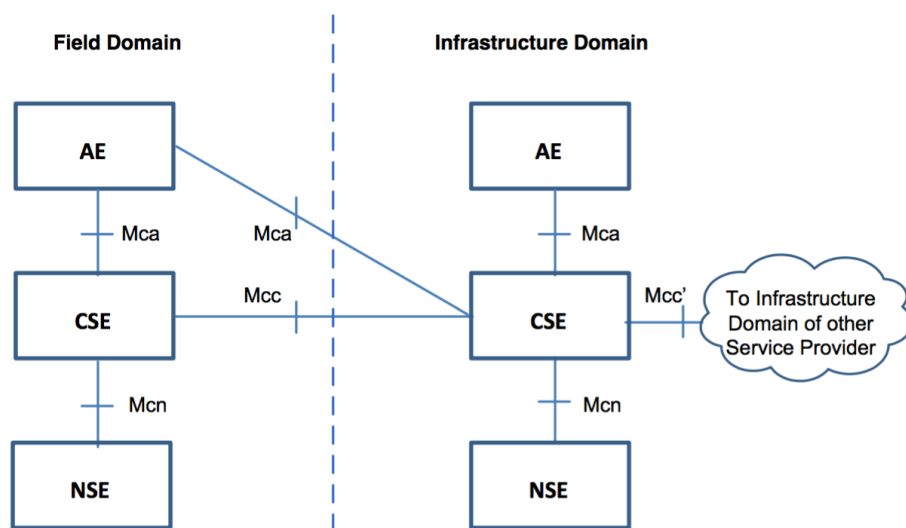 Field Domain
Infrastructure Domain
AE
AE
Mca
Mca
Mca
Mcc
Mcc’
CSE
CSE
To Infrastructure
Domain of other
Service Provider
Mcn
Mcn
NSE
NSE